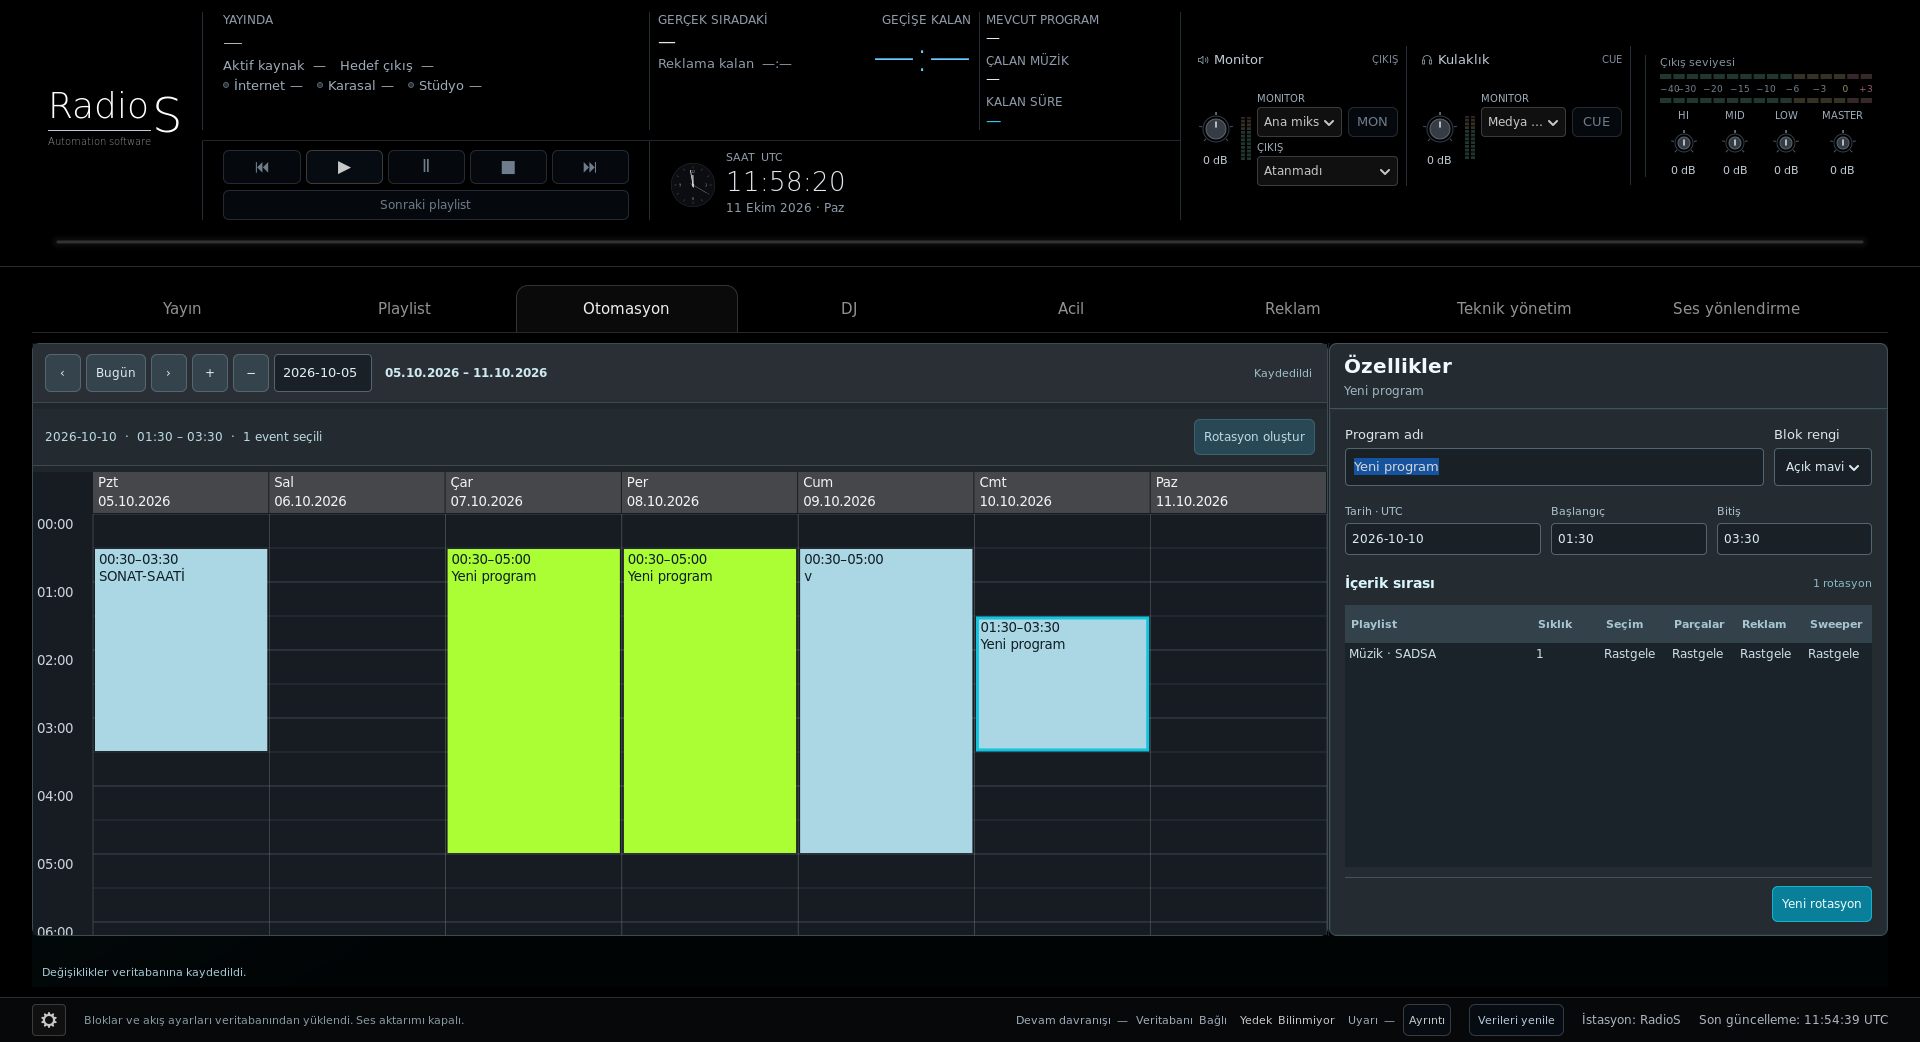 RadioS
Automation software
YAYINDA
—
Aktif kaynak — Hedef çıkış —
İnternet — Karasal — Stüdyo —
GERÇEK SIRADAKİ
—
Reklama kalan —:—
GEÇİŞE KALAN
—:—
MEVCUT PROGRAM
—
ÇALAN MÜZİK
—
KALAN SÜRE
—
Sonraki playlist
SAAT UTC
11:58:20
11 Ekim 2026 · Paz
Monitor ÇIKIŞ
MONITOR
Ana miks MON
0 dB
ÇIKIŞ
Atanmadı
Kulaklık CUE
MONITOR
Medya ... CUE
0 dB
Çıkış seviyesi
−40 −30 −20 −15 −10 −6 −3 0 +3
HI MID LOW MASTER
0 dB 0 dB 0 dB 0 dB
Yayın Playlist Otomasyon DJ Acil Reklam Teknik yönetim Ses yönlendirme
‹ Bugün › + − 2026-10-05 05.10.2026 – 11.10.2026 Kaydedildi
2026-10-10 · 01:30 – 03:30 · 1 event seçili Rotasyon oluştur
Pzt Sal Çar Per Cum Cmt Paz
05.10.2026 06.10.2026 07.10.2026 08.10.2026 09.10.2026 10.10.2026 11.10.2026
00:00
00:30–03:30 00:30–05:00 00:30–05:00 00:30–05:00
SONAT-SAATİ Yeni program Yeni program v
01:00
01:30–03:30
Yeni program
02:00
03:00
04:00
05:00
06:00
Özellikler
Yeni program
Program adı Blok rengi
Yeni program Açık mavi
Tarih · UTC Başlangıç Bitiş
2026-10-10 01:30 03:30
İçerik sırası 1 rotasyon
Playlist Sıklık Seçim Parçalar Reklam Sweeper
Müzik · SADSA 1 Rastgele Rastgele Rastgele Rastgele
Yeni rotasyon
Değişiklikler veritabanına kaydedildi.
Bloklar ve akış ayarları veritabanından yüklendi. Ses aktarımı kapalı.
Devam davranışı — Veritabanı Bağlı Yedek Bilinmiyor Uyarı — Ayrıntı Verileri yenile İstasyon: RadioS Son güncelleme: 11:54:39 UTC